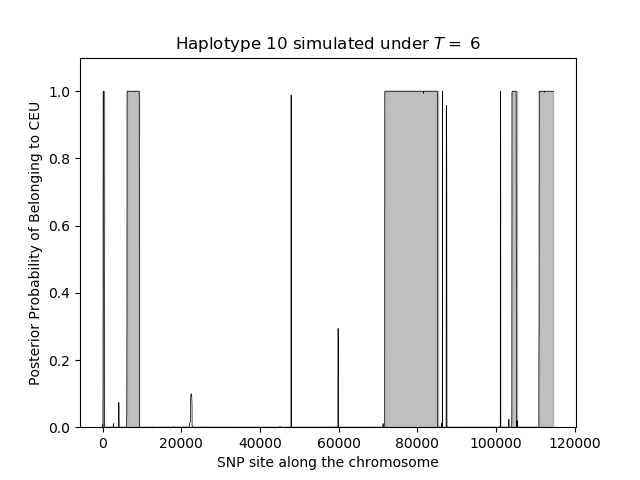 Haplotype 10 simulated under T = 6
Posterior Probability of Belonging to CEU
1.0
0.8
0.6
0.4
0.2
0.0
0 20000 40000 60000 80000 100000 120000
SNP site along the chromosome